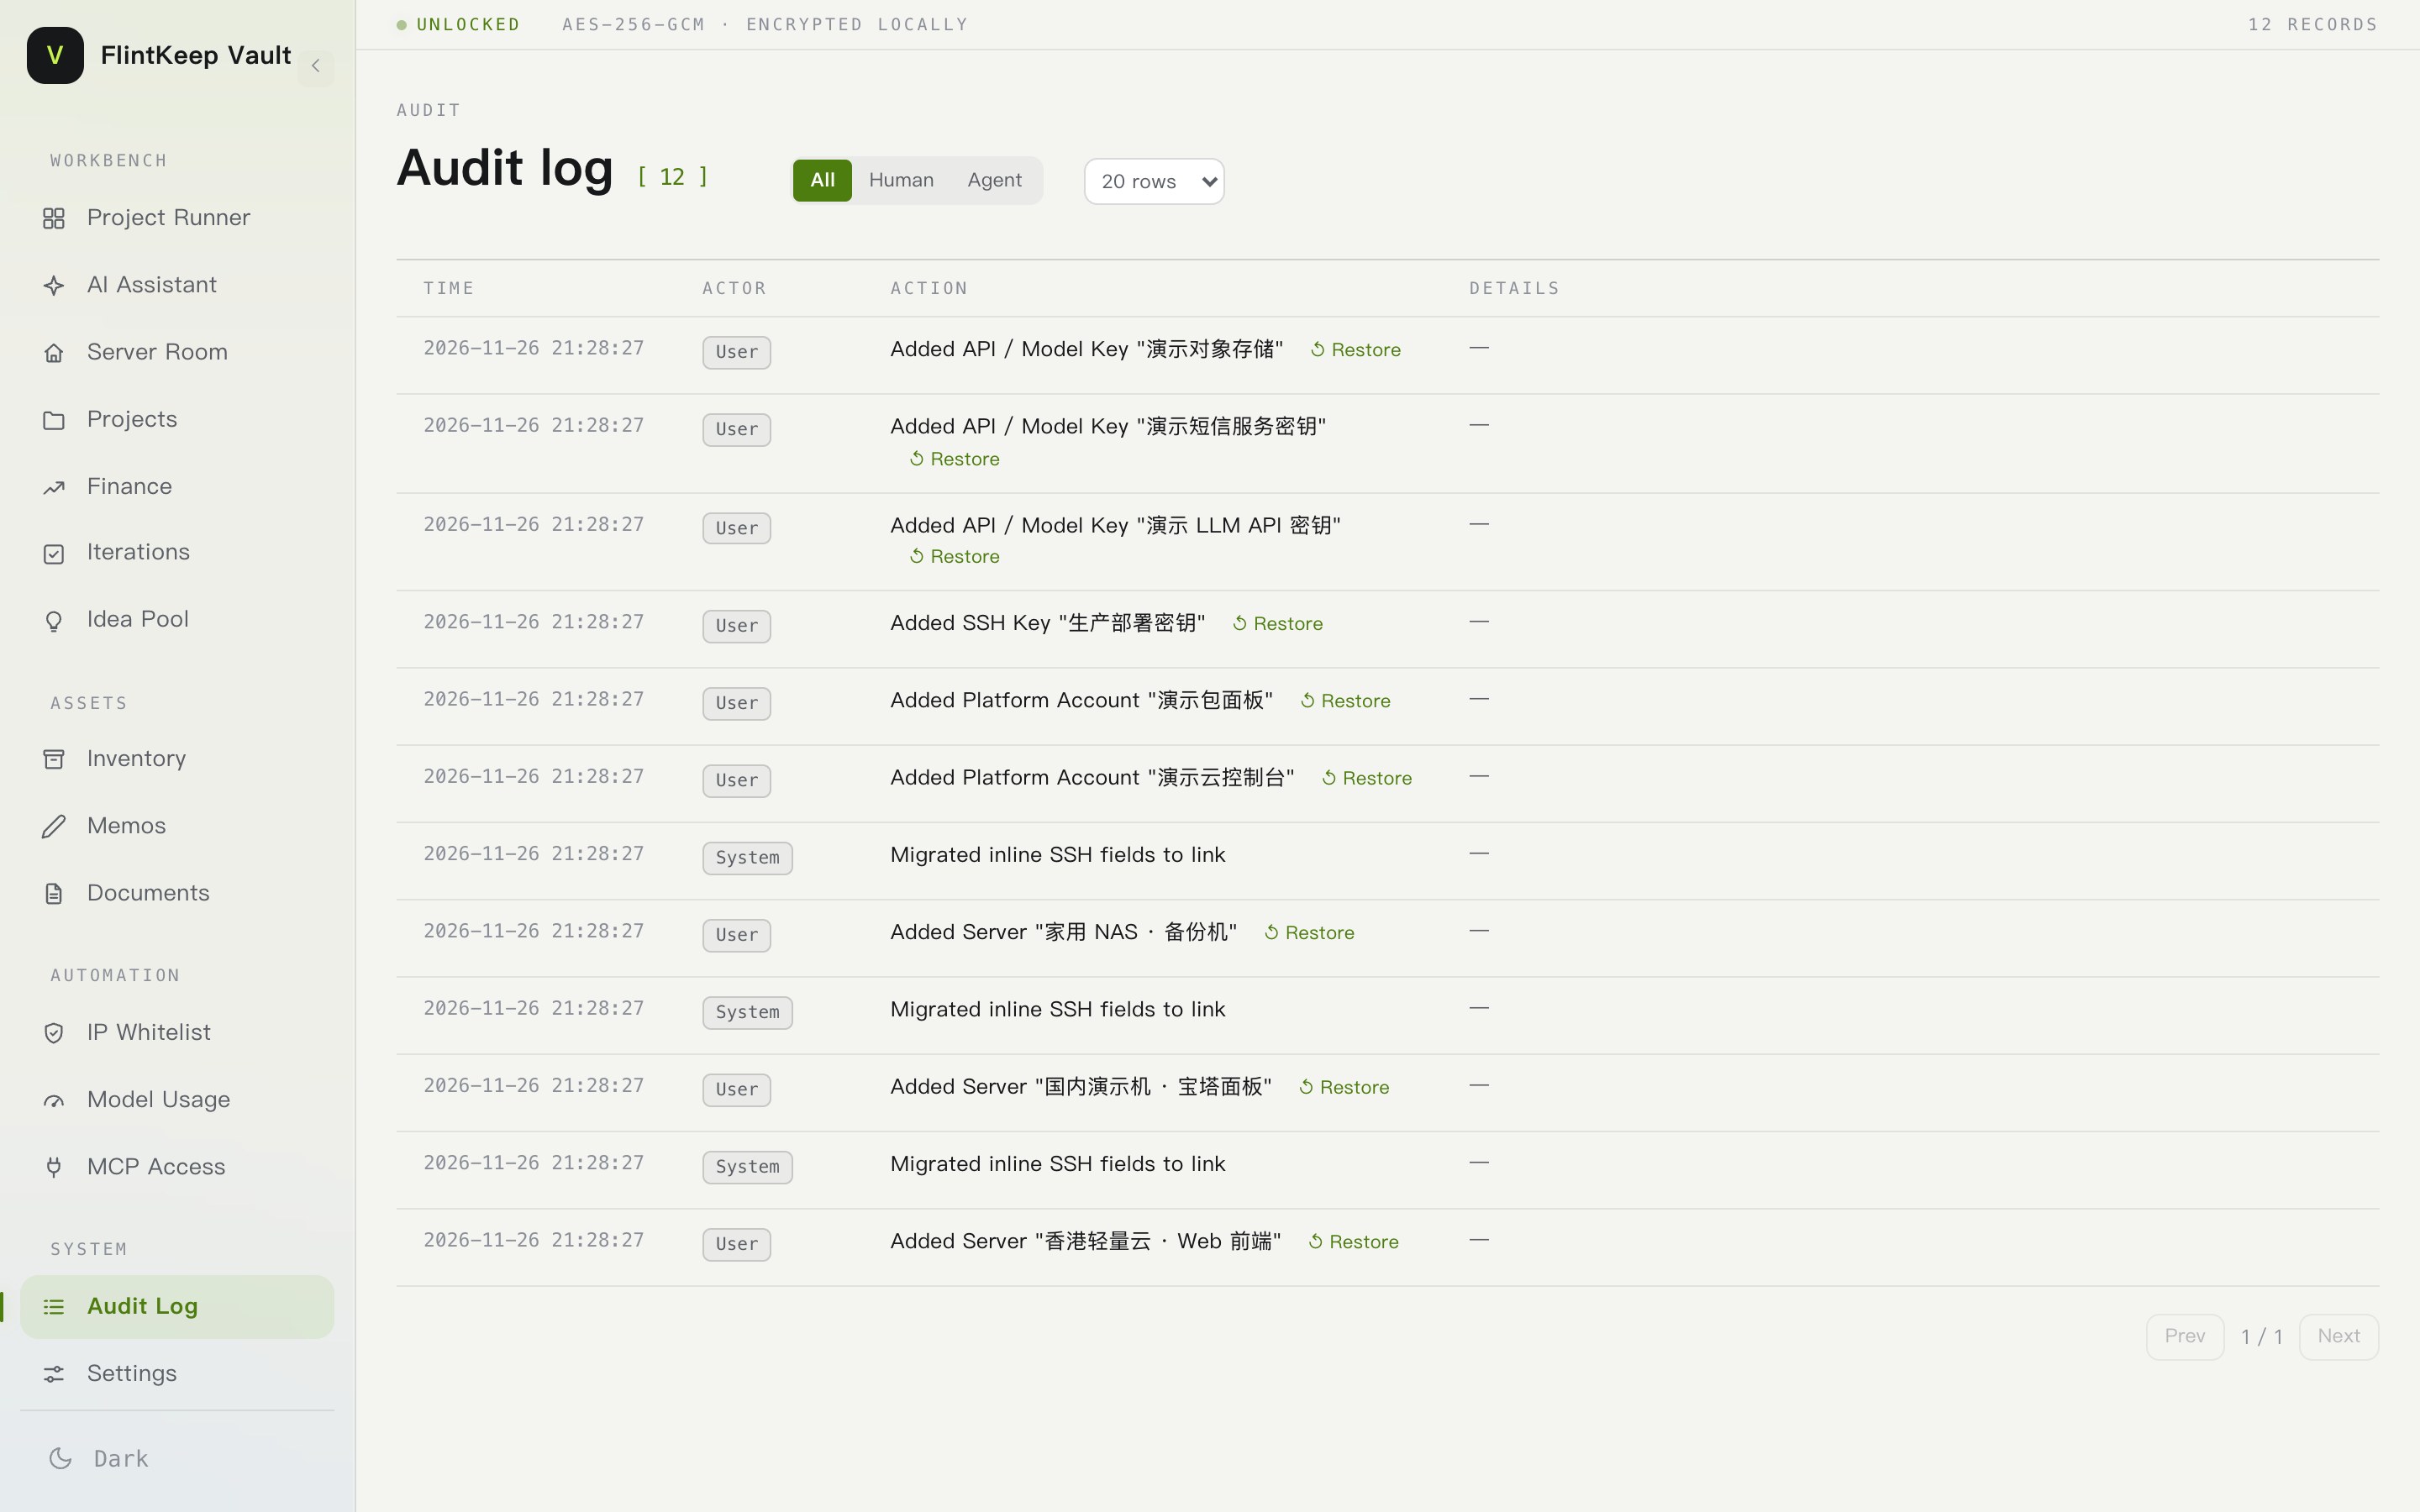 V
FlintKeep Vault
WORKBENCH
Project Runner
AI Assistant
Server Room
Projects
Finance
Iterations
Idea Pool
ASSETS
Inventory
Memos
Documents
AUTOMATION
IP Whitelist
Model Usage
MCP Access
SYSTEM
Audit Log
Settings
Dark
UNLOCKED AES-256-GCM · ENCRYPTED LOCALLY 12 RECORDS
AUDIT
Audit log [ 12 ] All Human Agent 20 rows
TIME ACTOR ACTION DETAILS
2026-11-26 21:28:27 User Added API / Model Key "演示对象存储" Restore —
2026-11-26 21:28:27 User Added API / Model Key "演示短信服务密钥" —
Restore
2026-11-26 21:28:27 User Added API / Model Key "演示 LLM API 密钥" —
Restore
2026-11-26 21:28:27 User Added SSH Key "生产部署密钥" Restore —
2026-11-26 21:28:27 User Added Platform Account "演示包面板" Restore —
2026-11-26 21:28:27 User Added Platform Account "演示云控制台" Restore —
2026-11-26 21:28:27 System Migrated inline SSH fields to link —
2026-11-26 21:28:27 User Added Server "家用 NAS · 备份机" Restore —
2026-11-26 21:28:27 System Migrated inline SSH fields to link —
2026-11-26 21:28:27 User Added Server "国内演示机 · 宝塔面板" Restore —
2026-11-26 21:28:27 System Migrated inline SSH fields to link —
2026-11-26 21:28:27 User Added Server "香港轻量云 · Web 前端" Restore —
Prev 1 / 1 Next